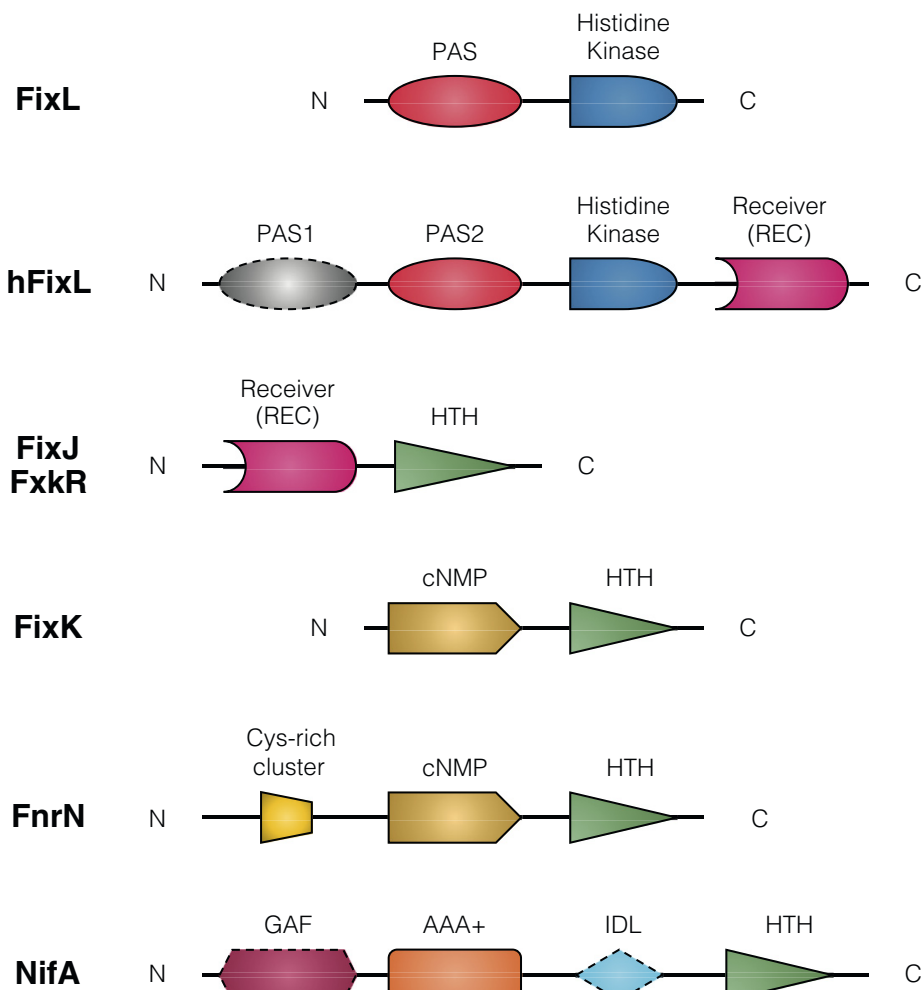 PAS
Histidine
Kinase
FixL
N
C
PAS1
PAS2
Histidine
Kinase
Receiver
(REC)
hFixL
N
C
Receiver
(REC)
HTH
FixJ
FxkR
N
C
cNMP
HTH
FixK
N
C
Cys-rich
cluster
cNMP
HTH
FnrN
N
C
GAF
AAA+
IDL
HTH
NifA
N
C